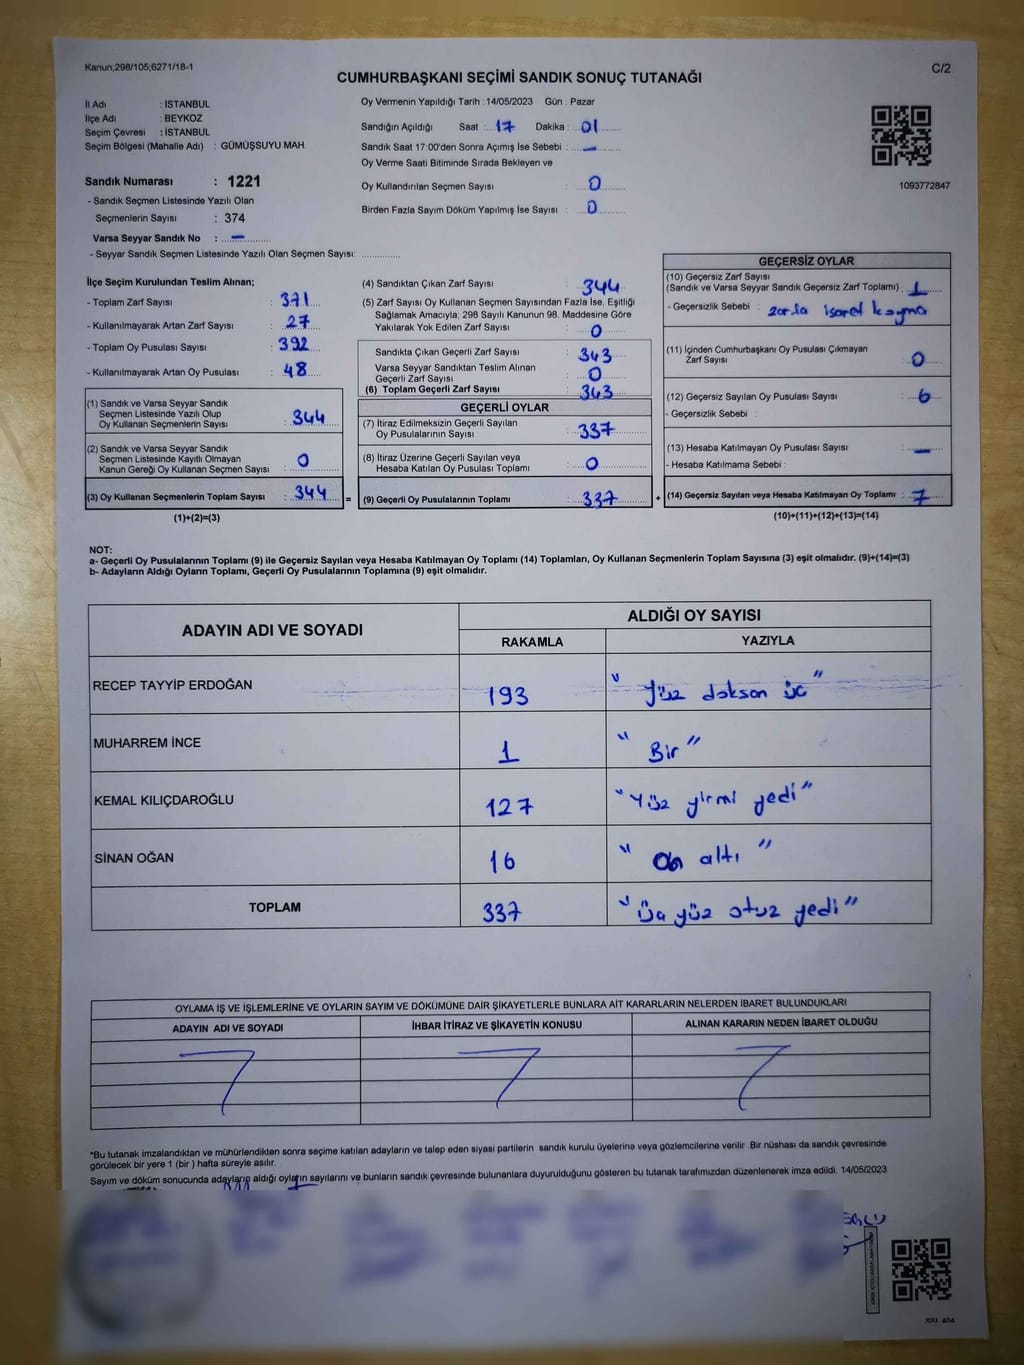 Kanun;298/105;6271/18-1
C/2
CUMHURBAŞKANI SEÇİMİ SANDIK SONUÇ TUTANAĞI
İl Adı : İSTANBUL
İlçe Adı : BEYKOZ
Seçim Çevresi : İSTANBUL
Seçim Bölgesi (Mahalle Adı) : GÜMÜŞSUYU MAH.
Sandık Numarası : 1221
- Sandık Seçmen Listesinde Yazılı Olan
Seçmenlerin Sayısı : 374
Varsa Seyyar Sandık No : –
- Seyyar Sandık Seçmen Listesinde Yazılı Olan Seçmen Sayısı:
Oy Vermenin Yapıldığı Tarih : 14/05/2023 Gün : Pazar
Sandığın Açıldığı Saat : 17 Dakika : 01
Sandık Saat 17:00'den Sonra Açımış İse Sebebi : –
Oy Verme Saati Bitiminde Sırada Bekleyen ve
Oy Kullandırılan Seçmen Sayısı : 0
Birden Fazla Sayım Döküm Yapılmış İse Sayısı : 0
1093772847
İlçe Seçim Kurulundan Teslim Alınan;
- Toplam Zarf Sayısı : 371
- Kullanılmayarak Artan Zarf Sayısı : 27
- Toplam Oy Pusulası Sayısı : 392
- Kullanılmayarak Artan Oy Pusulası : 48
(1) Sandık ve Varsa Seyyar Sandık
Seçmen Listesinde Yazılı Olup
Oy Kullanan Seçmenlerin Sayısı : 344
(2) Sandık ve Varsa Seyyar Sandık
Seçmen Listesinde Kayıtlı Olmayan
Kanun Gereği Oy Kullanan Seçmen Sayısı : 0
(3) Oy Kullanan Seçmenlerin Toplam Sayısı : 344 =
(1)+(2)=(3)
(4) Sandıktan Çıkan Zarf Sayısı : 344
(5) Zarf Sayısı Oy Kullanan Seçmen Sayısından Fazla İse, Eşitliği
Sağlamak Amacıyla; 298 Sayılı Kanunun 98. Maddesine Göre
Yakılarak Yok Edilen Zarf Sayısı : 0
Sandıkta Çıkan Geçerli Zarf Sayısı : 343
Varsa Seyyar Sandıktan Teslim Alınan
Geçerli Zarf Sayısı : 0
(6) Toplam Geçerli Zarf Sayısı : 343
GEÇERLİ OYLAR
(7) İtiraz Edilmeksizin Geçerli Sayılan
Oy Pusulalarının Sayısı : 337
(8) İtiraz Üzerine Geçerli Sayılan veya
Hesaba Katılan Oy Pusulası Toplamı : 0
(9) Geçerli Oy Pusulalarının Toplamı : 337 +
GEÇERSİZ OYLAR
(10) Geçersiz Zarf Sayısı
(Sandık ve Varsa Seyyar Sandık Geçersiz Zarf Toplamı) : 1
- Geçersizlik Sebebi : zarfa işaret koyma
(11) İçinden Cumhurbaşkanı Oy Pusulası Çıkmayan
Zarf Sayısı : 0
(12) Geçersiz Sayılan Oy Pusulası Sayısı : 6
- Geçersizlik Sebebi :
(13) Hesaba Katılmayan Oy Pusulası Sayısı : –
- Hesaba Katılmama Sebebi :
(14) Geçersiz Sayılan veya Hesaba Katılmayan Oy Toplamı : 7
(10)+(11)+(12)+(13)=(14)
NOT:
a- Geçerli Oy Pusulalarının Toplamı (9) ile Geçersiz Sayılan veya Hesaba Katılmayan Oy Toplamı (14) Toplamları, Oy Kullanan Seçmenlerin Toplam Sayısına (3) eşit olmalıdır. (9)+(14)=(3)
b- Adayların Aldığı Oyların Toplamı, Geçerli Oy Pusulalarının Toplamına (9) eşit olmalıdır.
ADAYIN ADI VE SOYADI ALDIĞI OY SAYISI
RAKAMLA YAZIYLA
RECEP TAYYİP ERDOĞAN 193 " Yüz doksan üç "
MUHARREM İNCE 1 " Bir "
KEMAL KILIÇDAROĞLU 127 " Yüz yirmi yedi "
SİNAN OĞAN 16 " On altı "
TOPLAM 337 " Üç yüz otuz yedi "
OYLAMA İŞ VE İŞLEMLERİNE VE OYLARIN SAYIM VE DÖKÜMÜNE DAİR ŞİKAYETLERLE BUNLARA AİT KARARLARIN NELERDEN İBARET BULUNDUKLARI
ADAYIN ADI VE SOYADI İHBAR İTİRAZ VE ŞİKAYETİN KONUSU ALINAN KARARIN NEDEN İBARET OLDUĞU
*Bu tutanak imzalandıktan ve mühürlendikten sonra seçime katılan adayların ve talep eden siyasi partilerin sandık kurulu üyelerine veya gözlemcilerine verilir .Bir nüshası da sandık çevresinde
görülecek bir yere 1 (bir ) hafta süreyle asılır.
Sayım ve döküm sonucunda adayların aldığı oyların sayılarını ve bunların sandık çevresinde bulunanlara duyurulduğunu gösteren bu tutanak tarafımızdan düzenlenerek imza edildi. 14/05/2023